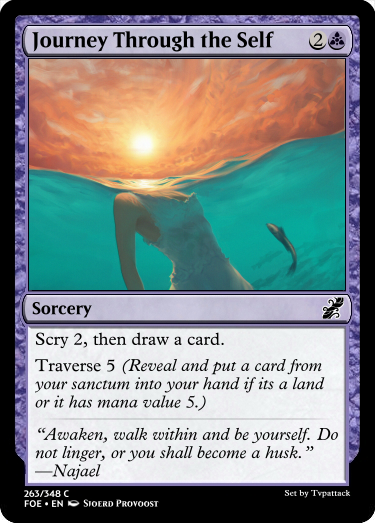 Journey Through the Self 2
Sorcery
Scry 2, then draw a card.
Traverse 5 (Reveal and put a card from
your sanctum into your hand if its a land
or it has mana value 5.)
“Awaken, walk within and be yourself. Do
not linger, or you shall become a husk.”
—Najael
263/348 C
FOE • EN Sjoerd Provoost
Set by Tvpattack